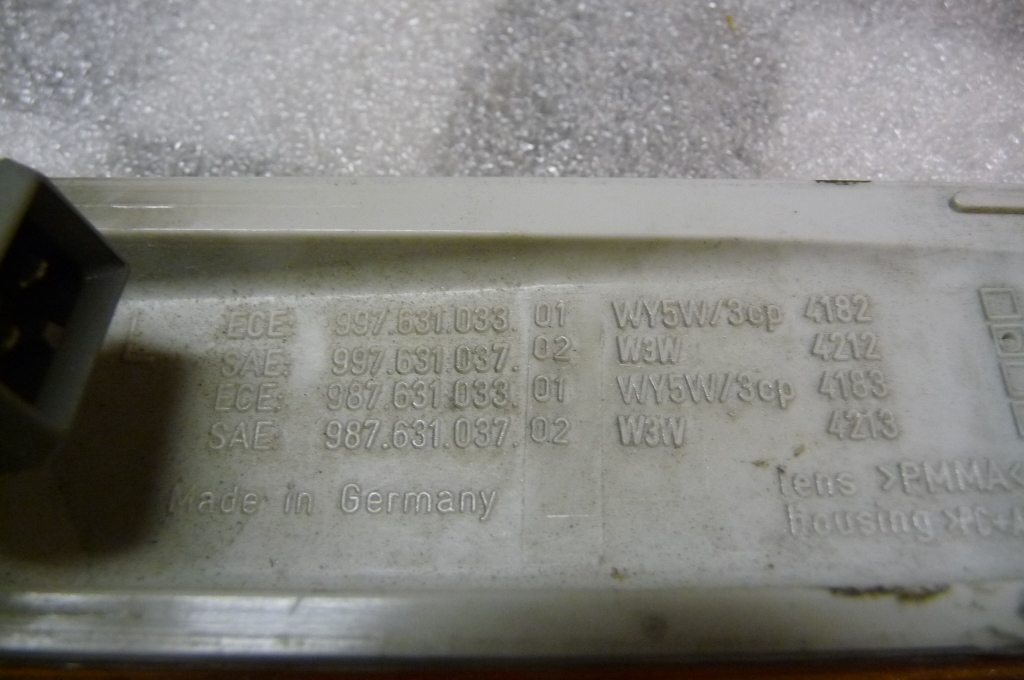 ECE: 997.631.033. 01 WY5W/3cp 4182
SAE: 997.631.037. 02 W3W 4212
ECE: 987.631.033. 01 WY5W/3cp 4183
SAE: 987.631.037. 02 W3W 4213
Made in Germany
lens >PMMA<
housing